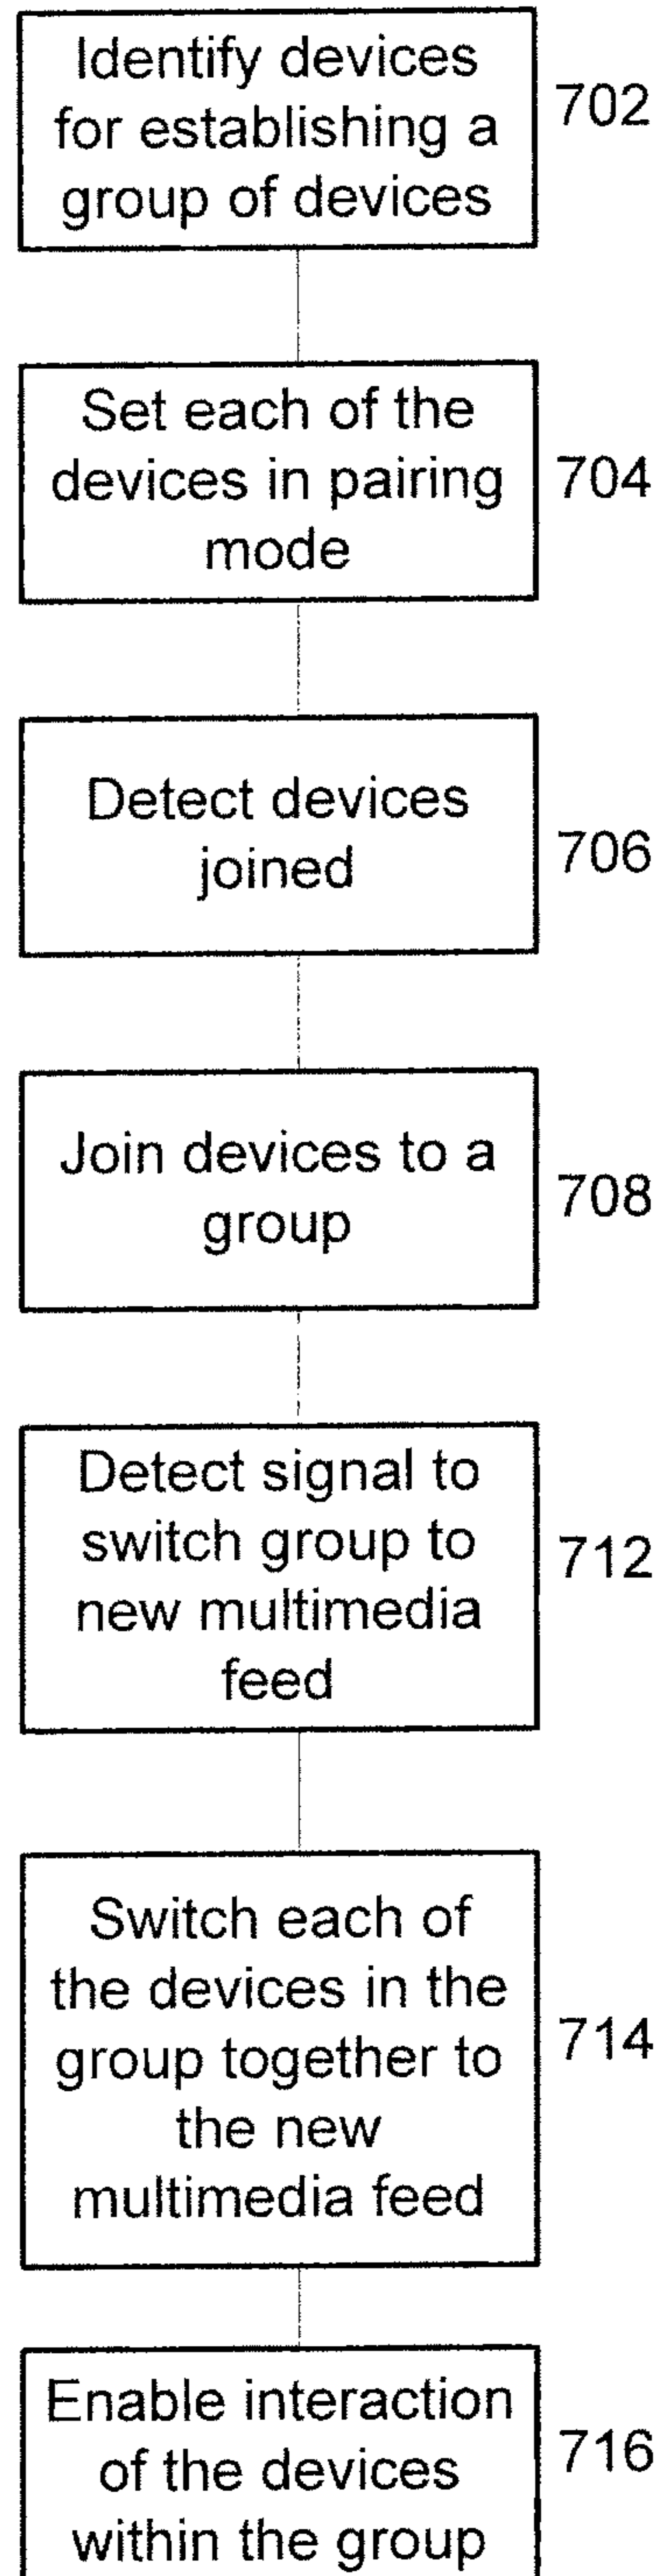 Identify devices
for establishing a
group of devices
702
Set each of the
devices in pairing
mode
704
Detect devices
joined
706
Join devices to a
group
708
Detect signal to
switch group to
new multimedia
feed
712
Switch each of
the devices in the
group together to
the new
multimedia feed
714
Enable interaction
of the devices
within the group
716